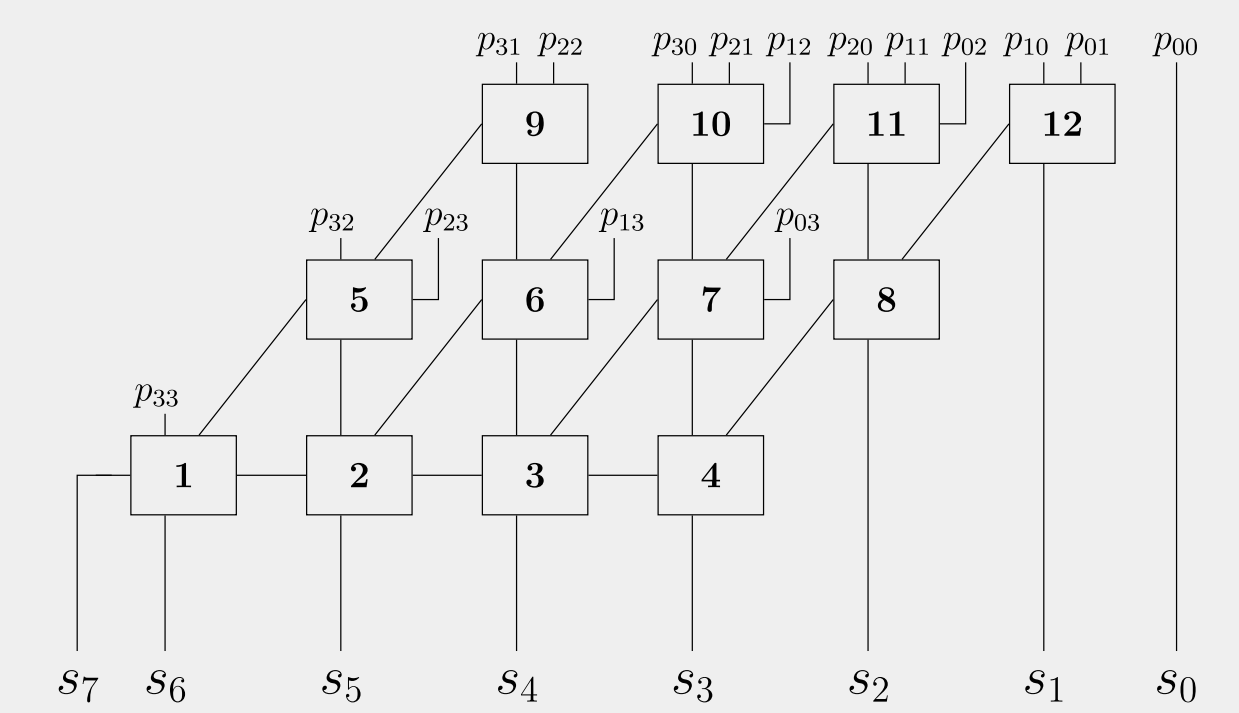 p₃₁ p₂₂ p₃₀ p₂₁ p₁₂ p₂₀ p₁₁ p₀₂ p₁₀ p₀₁ p₀₀
9 10 11 12
p₃₂ p₂₃ p₁₃ p₀₃
5 6 7 8
p₃₃
1 2 3 4
s₇ s₆ s₅ s₄ s₃ s₂ s₁ s₀